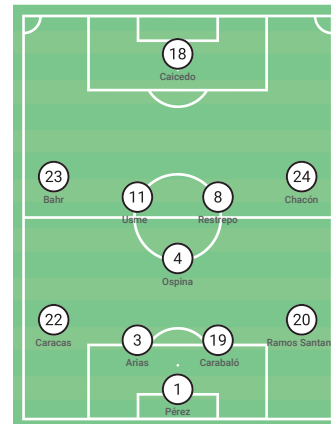 18
Caicedo
23
Bahr
24
Chacón
11
Usme
8
Restrepo
4
Ospina
22
Caracas
20
Ramos Santan
3
Arias
19
Carabaló
1
Pérez